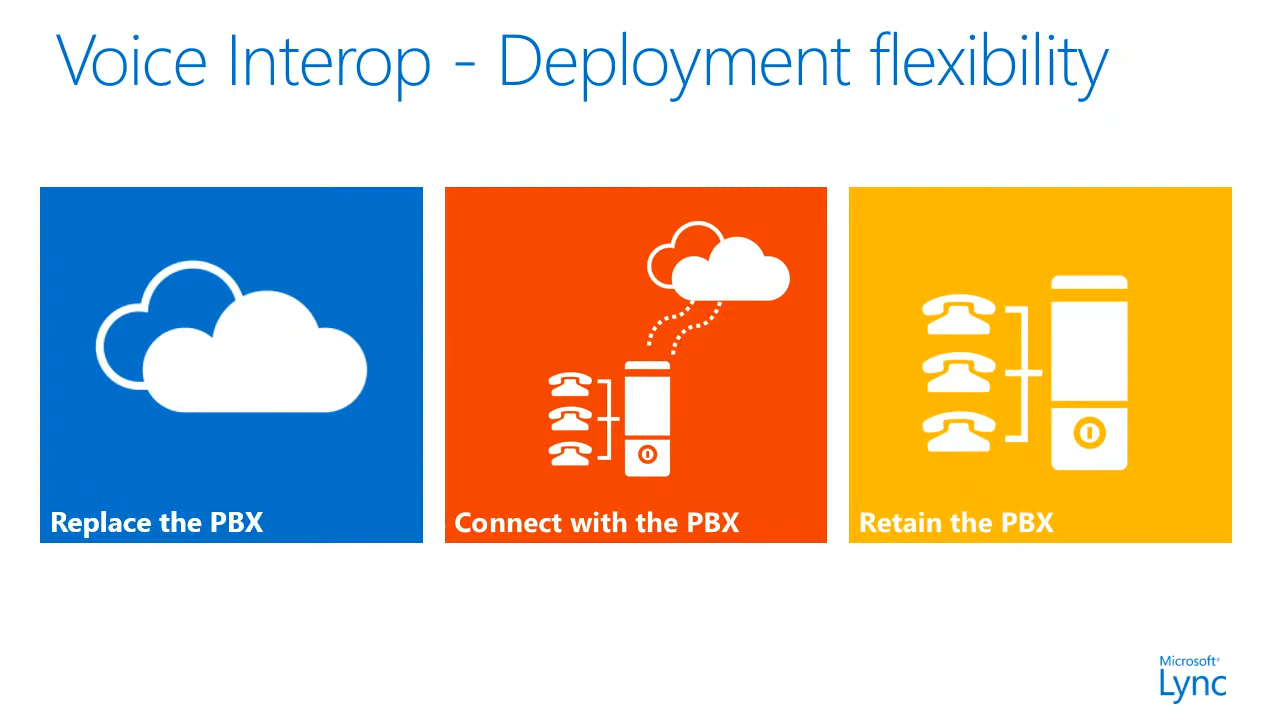 Voice Interop - Deployment flexibility
Replace the PBX
Connect with the PBX
Retain the PBX
Microsoft®
Lync